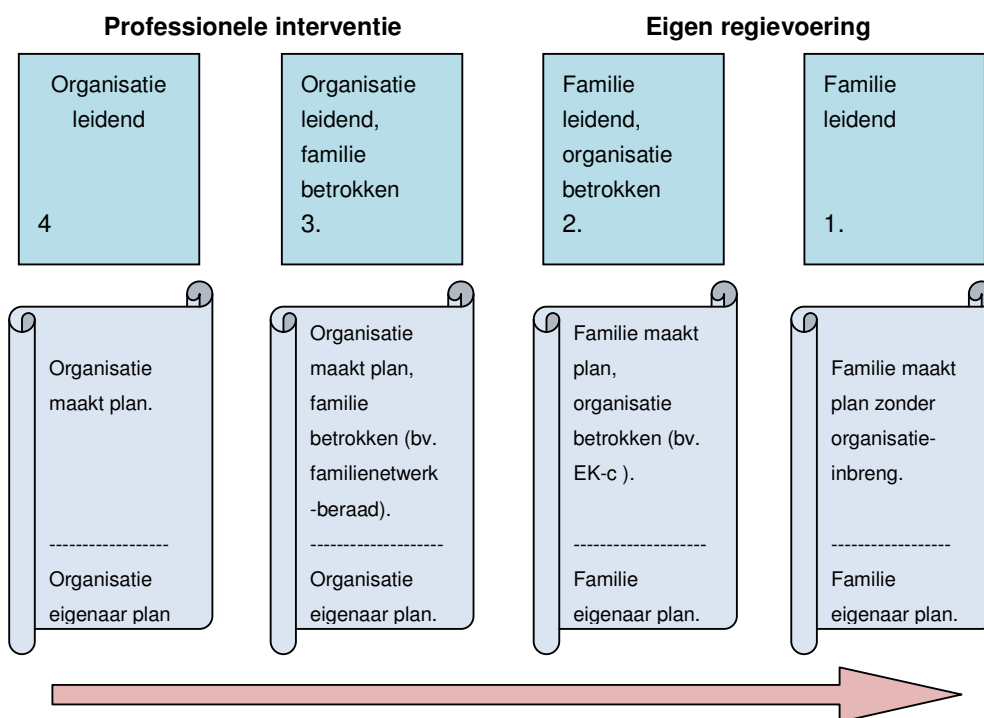 Professionele interventie
Eigen regievoering
Organisatie
leidend
4
Organisatie
leidend,
familie
betrokken
3.
Familie
leidend,
organisatie
betrokken
2.
Familie
leidend
1.
Organisatie
maakt plan.
------------------
Organisatie
eigenaar plan
Organisatie
maakt plan,
familie
betrokken (bv.
familienetwerk
-beraad).
--------------------
Organisatie
eigenaar plan.
Familie maakt
plan,
organisatie
betrokken (bv.
EK-c ).
--------------------
Familie
eigenaar plan.
Familie maakt
plan zonder
organisatie-
inbreng.
------------------
Familie
eigenaar plan.